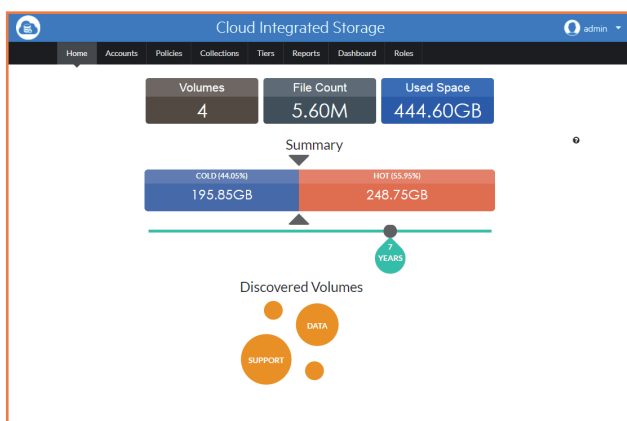 Cloud Integrated Storage
admin
Home Accounts Policies Collections Tiers Reports Dashboard Roles
Volumes File Count Used Space
4 5.60M 444.60GB
Summary
?
COLD (44.05%) HOT (55.95%)
195.85GB 248.75GB
7
YEARS
Discovered Volumes
DATA
SUPPORT